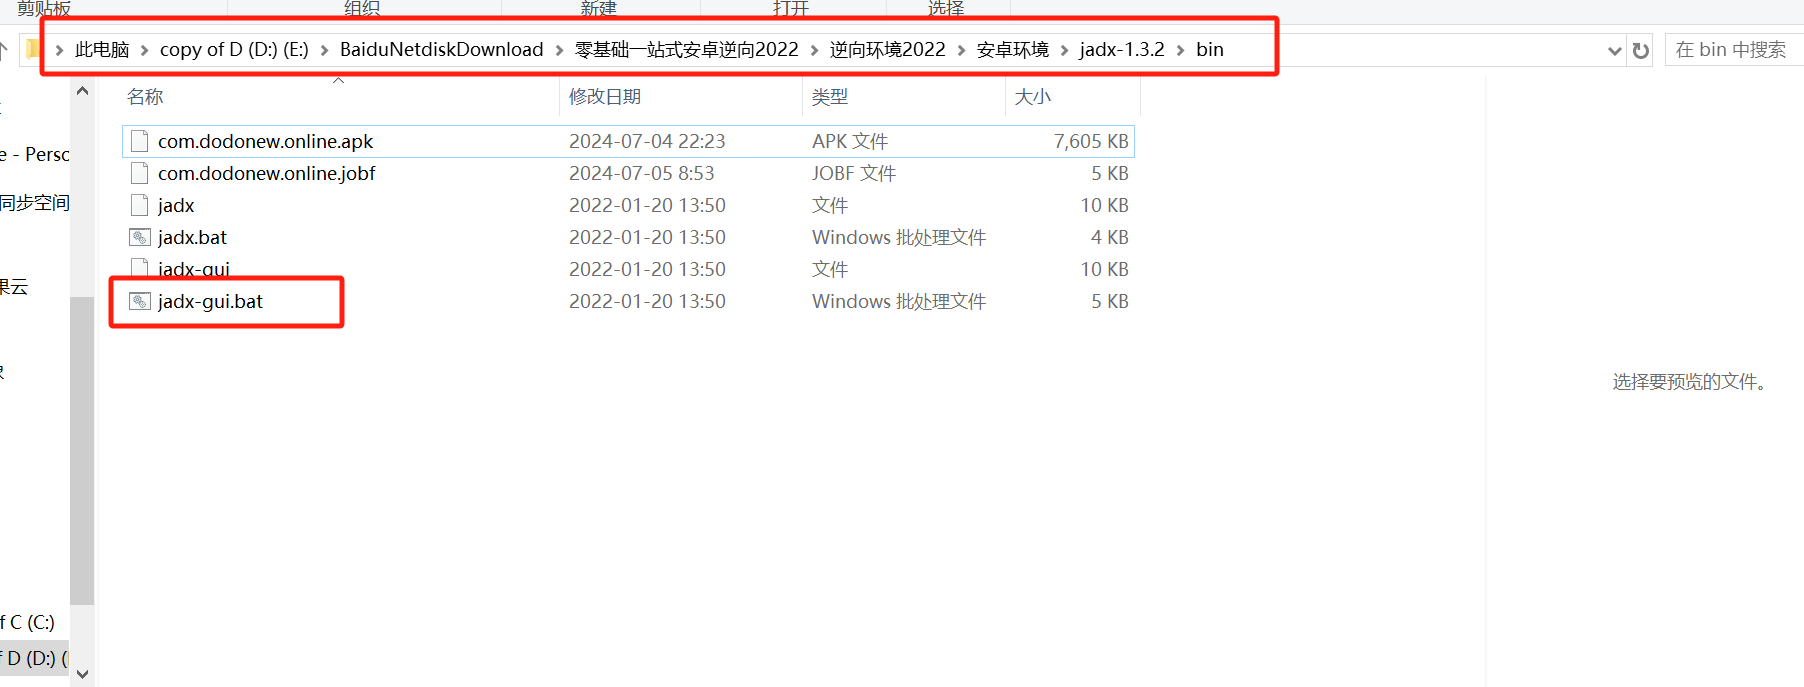 剪贴板 组织 新建 打开 选择
此电脑 copy of D (D:) (E:) BaiduNetdiskDownload 零基础一站式安卓逆向2022 逆向环境2022 安卓环境 jadx-1.3.2 bin 在 bin 中搜索
名称 修改日期 类型 大小
com.dodonew.online.apk 2024-07-04 22:23 APK 文件 7,605 KB
e - Perso
com.dodonew.online.jobf 2024-07-05 8:53 JOBF 文件 5 KB
同步空间
jadx 2022-01-20 13:50 文件 10 KB
jadx.bat 2022-01-20 13:50 Windows 批处理文件 4 KB
jadx-gui 2022-01-20 13:50 文件 10 KB
果云
jadx-gui.bat 2022-01-20 13:50 Windows 批处理文件 5 KB
选择要预览的文件。
f C (C:)
f D (D:) (